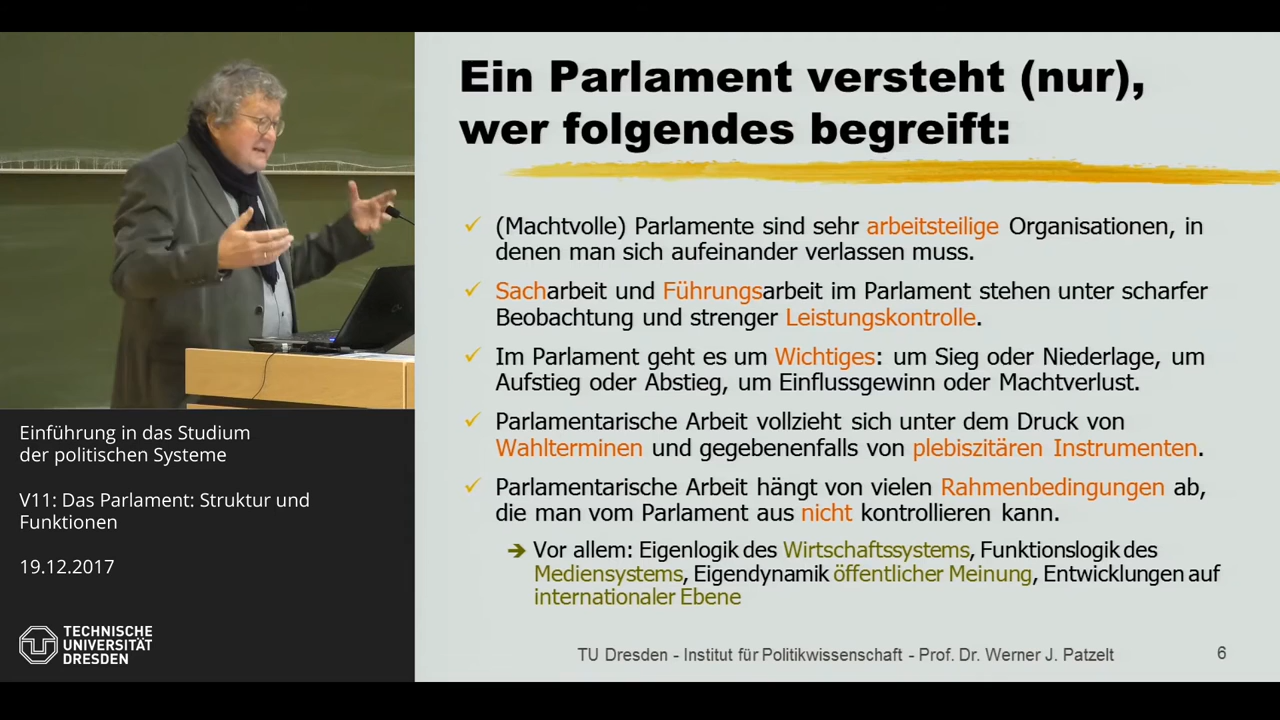 Ein Parlament versteht (nur),
wer folgendes begreift:
(Machtvolle) Parlamente sind sehr arbeitsteilige Organisationen, in
denen man sich aufeinander verlassen muss.
Sacharbeit und Führungsarbeit im Parlament stehen unter scharfer
Beobachtung und strenger Leistungskontrolle.
Im Parlament geht es um Wichtiges: um Sieg oder Niederlage, um
Aufstieg oder Abstieg, um Einflussgewinn oder Machtverlust.
Parlamentarische Arbeit vollzieht sich unter dem Druck von
Wahlterminen und gegebenenfalls von plebiszitären Instrumenten.
Parlamentarische Arbeit hängt von vielen Rahmenbedingungen ab,
die man vom Parlament aus nicht kontrollieren kann.
Vor allem: Eigenlogik des Wirtschaftssystems, Funktionslogik des
Mediensystems, Eigendynamik öffentlicher Meinung, Entwicklungen auf
internationaler Ebene
TU Dresden - Institut für Politikwissenschaft - Prof. Dr. Werner J. Patzelt
6
Einführung in das Studium
der politischen Systeme
V11: Das Parlament: Struktur und
Funktionen
19.12.2017
TECHNISCHE
UNIVERSITÄT
DRESDEN